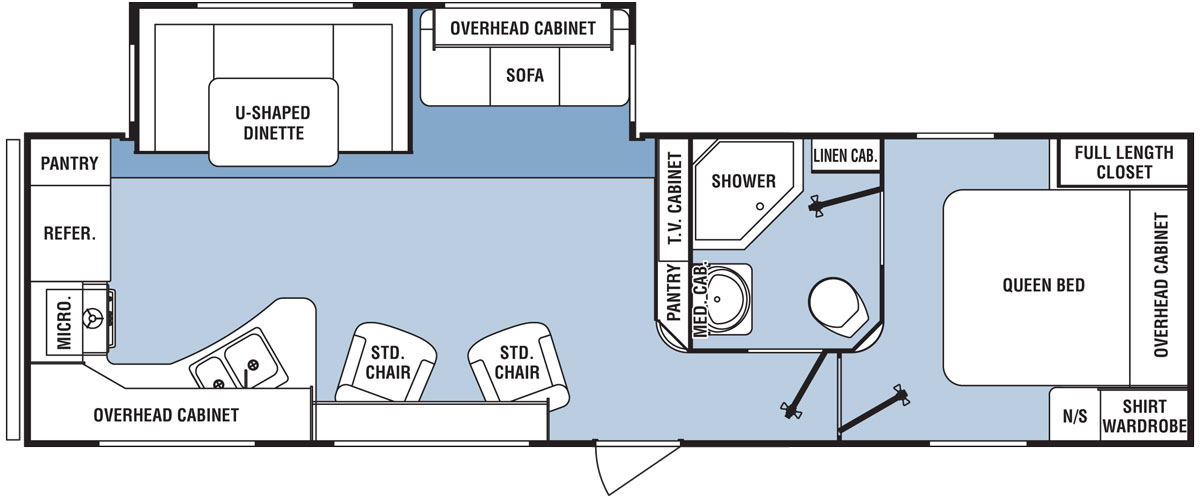 OVERHEAD CABINET
SOFA
U-SHAPED
DINETTE
PANTRY
REFER.
MICRO.
OVERHEAD CABINET
STD.
CHAIR
STD.
CHAIR
T.V. CABINET
PANTRY
SHOWER
LINEN CAB.
MED. CAB.
FULL LENGTH
CLOSET
QUEEN BED
OVERHEAD CABINET
N/S
SHIRT
WARDROBE